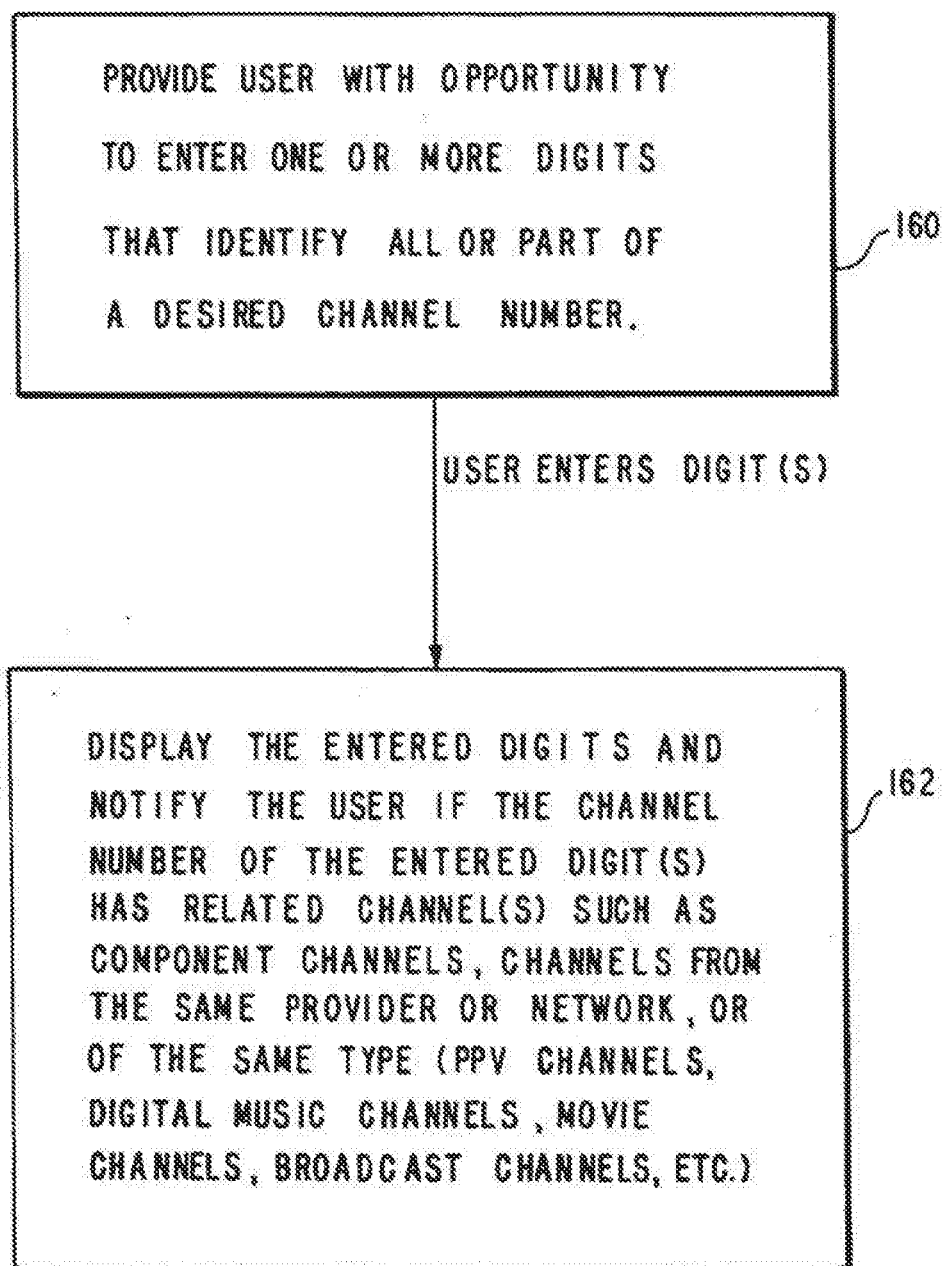 PROVIDE USER WITH OPPORTUNITY
TO ENTER ONE OR MORE DIGITS
THAT IDENTIFY ALL OR PART OF
A DESIRED CHANNEL NUMBER.
160
USER ENTERS DIGIT(S)
DISPLAY THE ENTERED DIGITS AND
NOTIFY THE USER IF THE CHANNEL
NUMBER OF THE ENTERED DIGIT(S)
HAS RELATED CHANNEL(S) SUCH AS
COMPONENT CHANNELS, CHANNELS FROM
THE SAME PROVIDER OR NETWORK, OR
OF THE SAME TYPE (PPV CHANNELS,
DIGITAL MUSIC CHANNELS, MOVIE
CHANNELS, BROADCAST CHANNELS, ETC.)
162